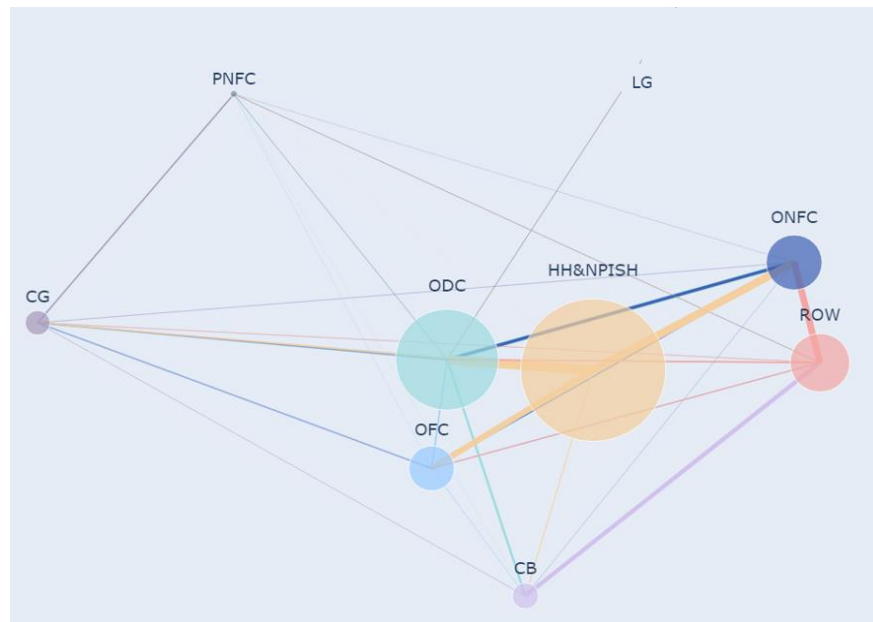 PNFC
LG
ONFC
HH&NPISH
ODC
CG
ROW
OFC
CB